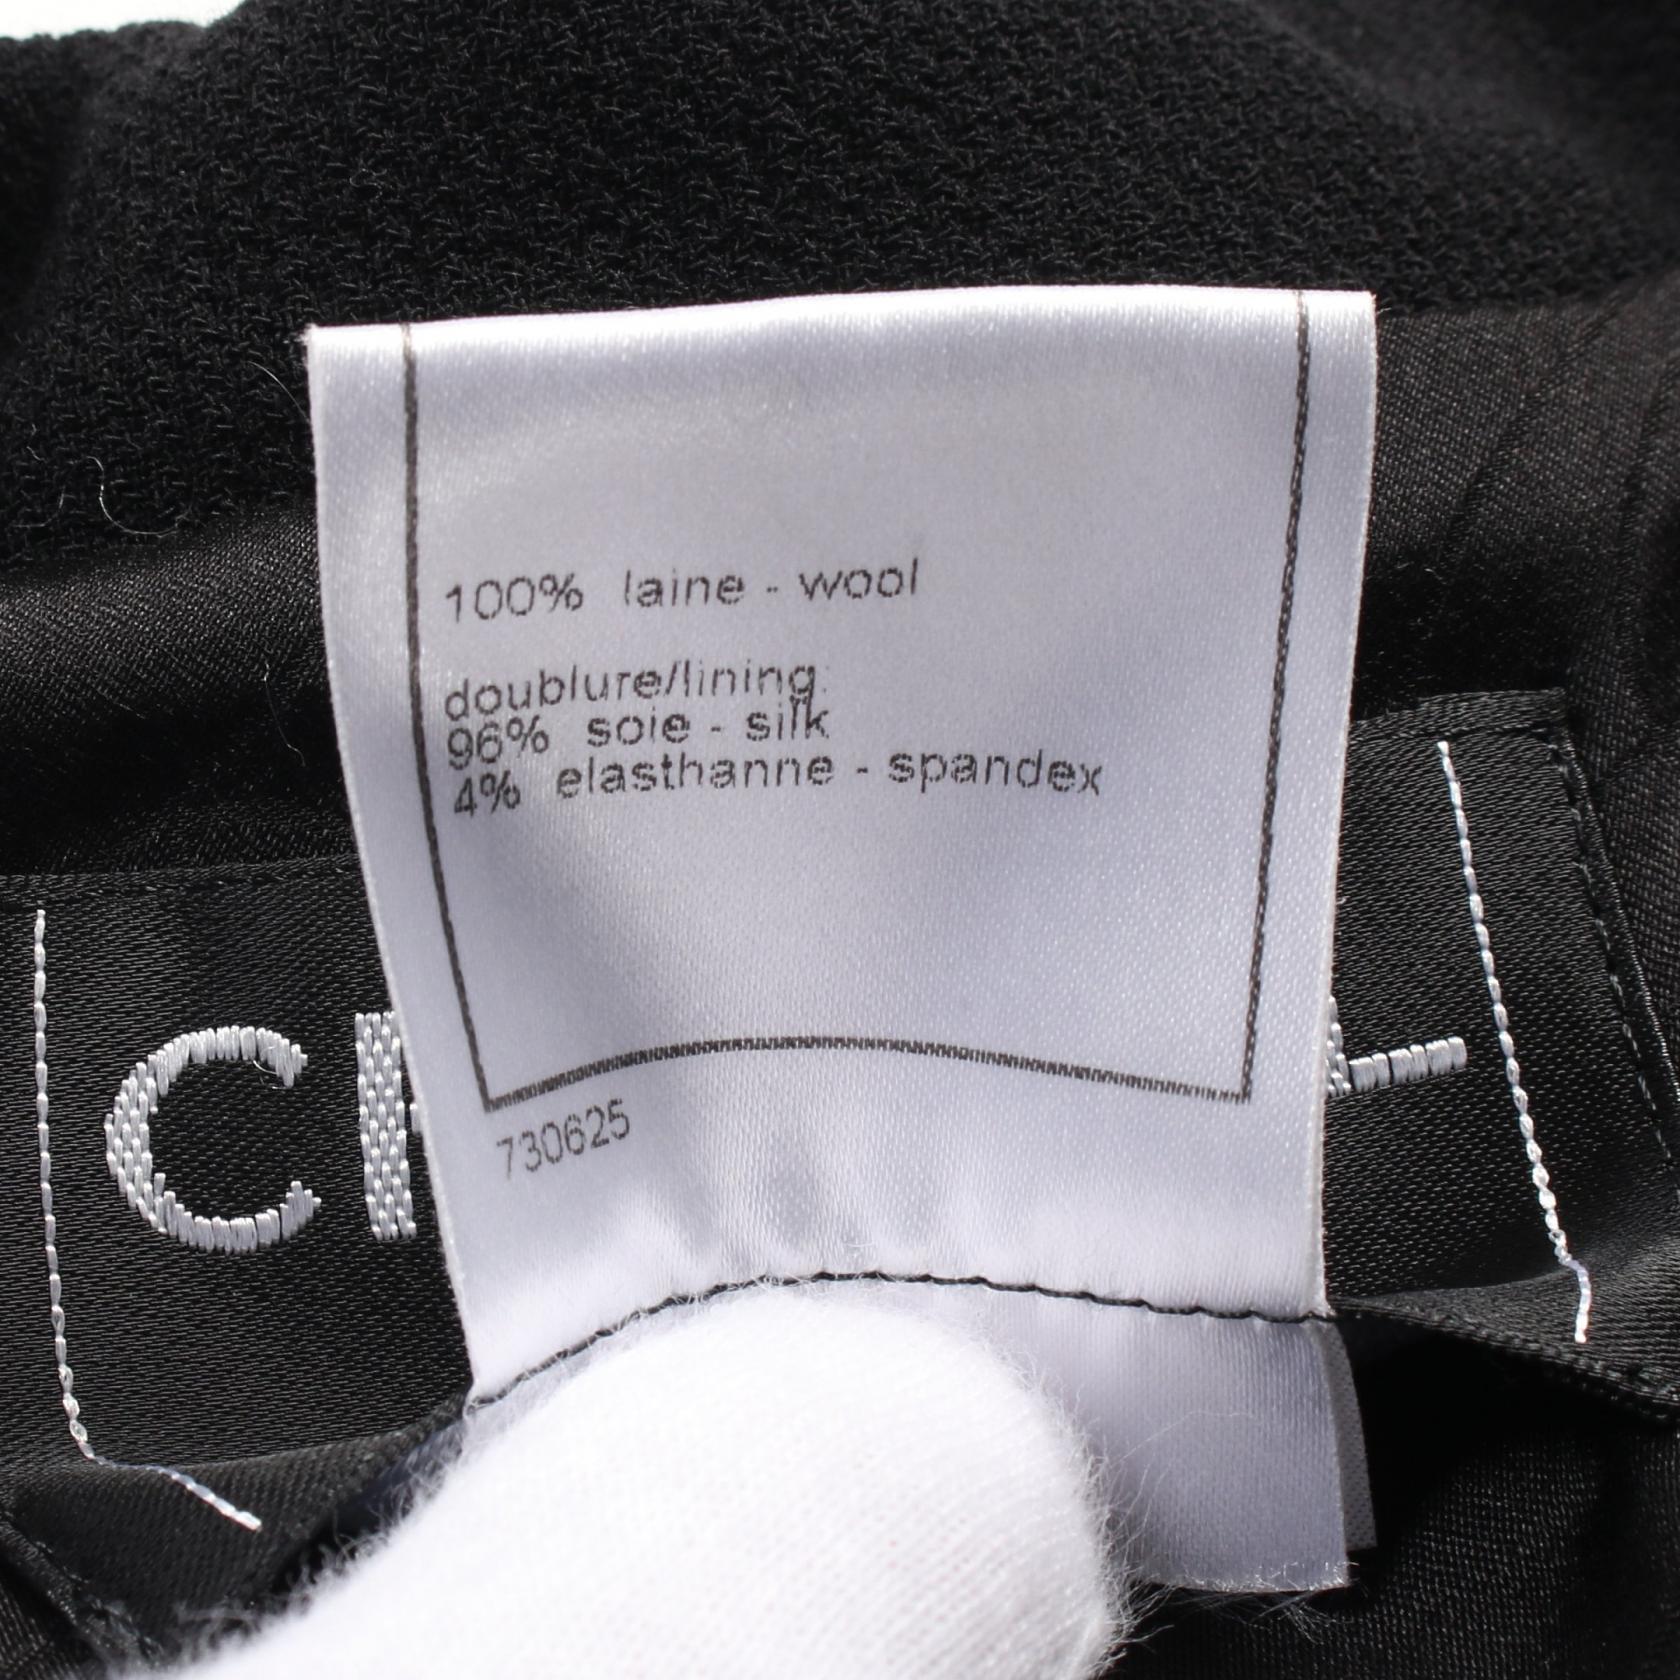 100% laine - wool
doublure/lining:
96% soie - silk
4% elasthanne - spandex
730625